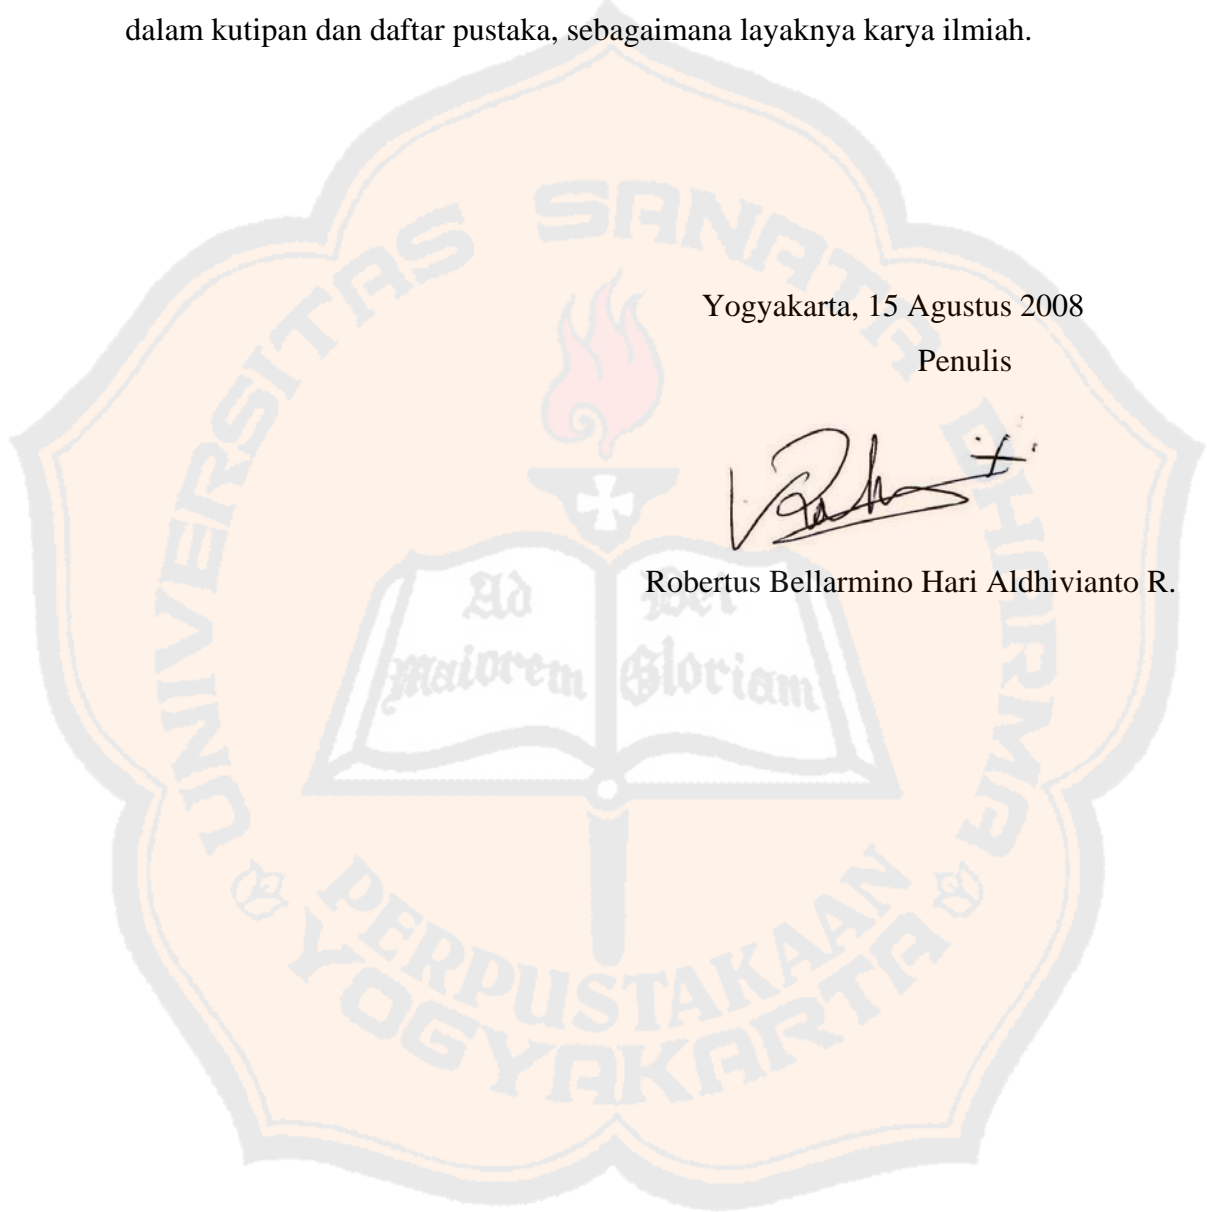 dalam kutipan dan daftar pustaka, sebagaimana layaknya karya ilmiah.
UNIVERSITAS SANATA DHARMA
Yogyakarta, 15 Agustus 2008
Penulis
Robertus Bellarmino Hari Aldhivianto R.
Ad
maiorem
Dei
Gloriam
PERPUSTAKAAN
YOGYAKARTA